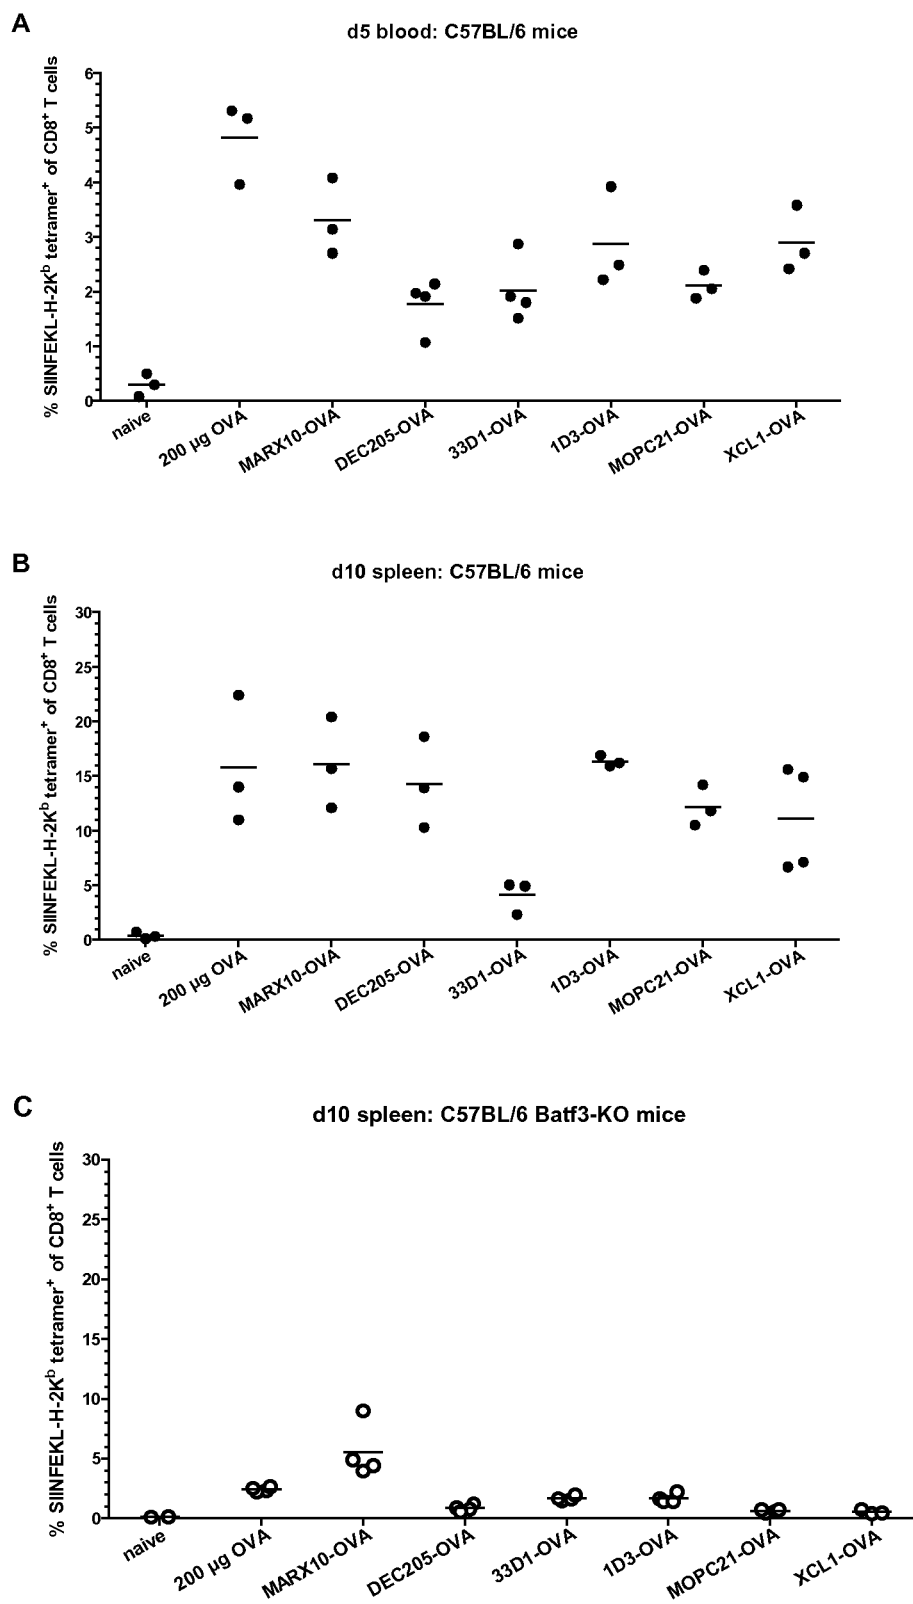 A
d5 blood: C57BL/6 mice
% SIINFEKL-H-2Kᵇ tetramer⁺ of CD8⁺ T cells
6
5
4
3
2
1
0
naive
200 µg OVA
MARX10-OVA
DEC205-OVA
33D1-OVA
1D3-OVA
MOPC21-OVA
XCL1-OVA
B
d10 spleen: C57BL/6 mice
% SIINFEKL-H-2Kᵇ tetramer⁺ of CD8⁺ T cells
30
25
20
15
10
5
0
naive
200 µg OVA
MARX10-OVA
DEC205-OVA
33D1-OVA
1D3-OVA
MOPC21-OVA
XCL1-OVA
C
d10 spleen: C57BL/6 Batf3-KO mice
% SIINFEKL-H-2Kᵇ tetramer⁺ of CD8⁺ T cells
30
25
20
15
10
5
0
naive
200 µg OVA
MARX10-OVA
DEC205-OVA
33D1-OVA
1D3-OVA
MOPC21-OVA
XCL1-OVA